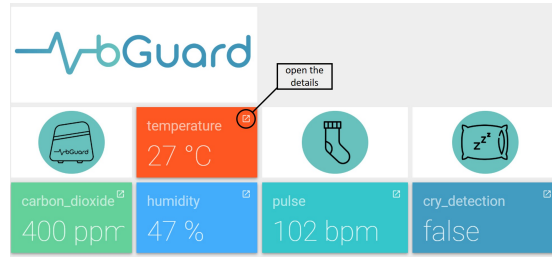 bGuard
open the
details
temperature
27 °C
bGuard
z z z
carbon_dioxide
400 ppm
humidity
47 %
pulse
102 bpm
cry_detection
false